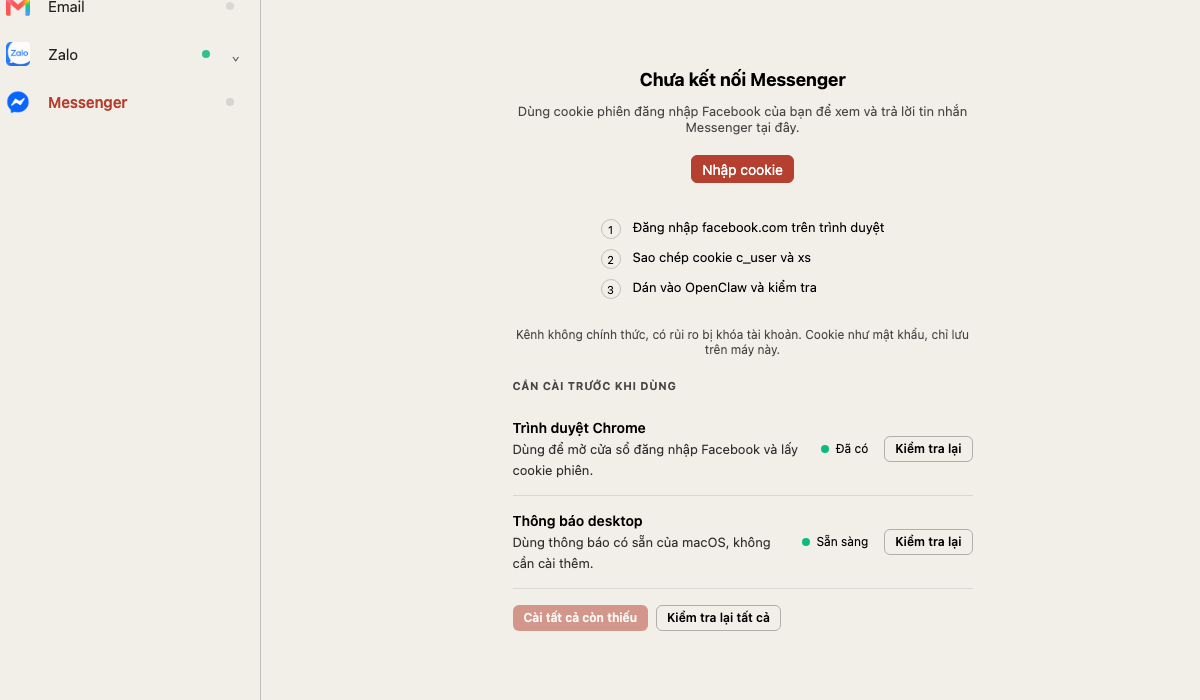 Email
Zalo
Zalo
Messenger
Chưa kết nối Messenger
Dùng cookie phiên đăng nhập Facebook của bạn để xem và trả lời tin nhắn
Messenger tại đây.
Nhập cookie
1 Đăng nhập facebook.com trên trình duyệt
2 Sao chép cookie c_user và xs
3 Dán vào OpenClaw và kiểm tra
Kênh không chính thức, có rủi ro bị khóa tài khoản. Cookie như mật khẩu, chỉ lưu
trên máy này.
CẦN CÀI TRƯỚC KHI DÙNG
Trình duyệt Chrome
Dùng để mở cửa sổ đăng nhập Facebook và lấy
cookie phiên.
Đã có
Kiểm tra lại
Thông báo desktop
Dùng thông báo có sẵn của macOS, không
cần cài thêm.
Sẵn sàng
Kiểm tra lại
Cài tất cả còn thiếu
Kiểm tra lại tất cả